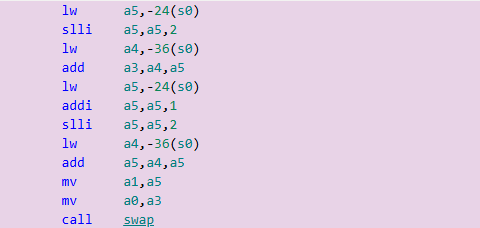 lw a5,-24(s0)
slli a5,a5,2
lw a4,-36(s0)
add a3,a4,a5
lw a5,-24(s0)
addi a5,a5,1
slli a5,a5,2
lw a4,-36(s0)
add a5,a4,a5
mv a1,a5
mv a0,a3
call swap